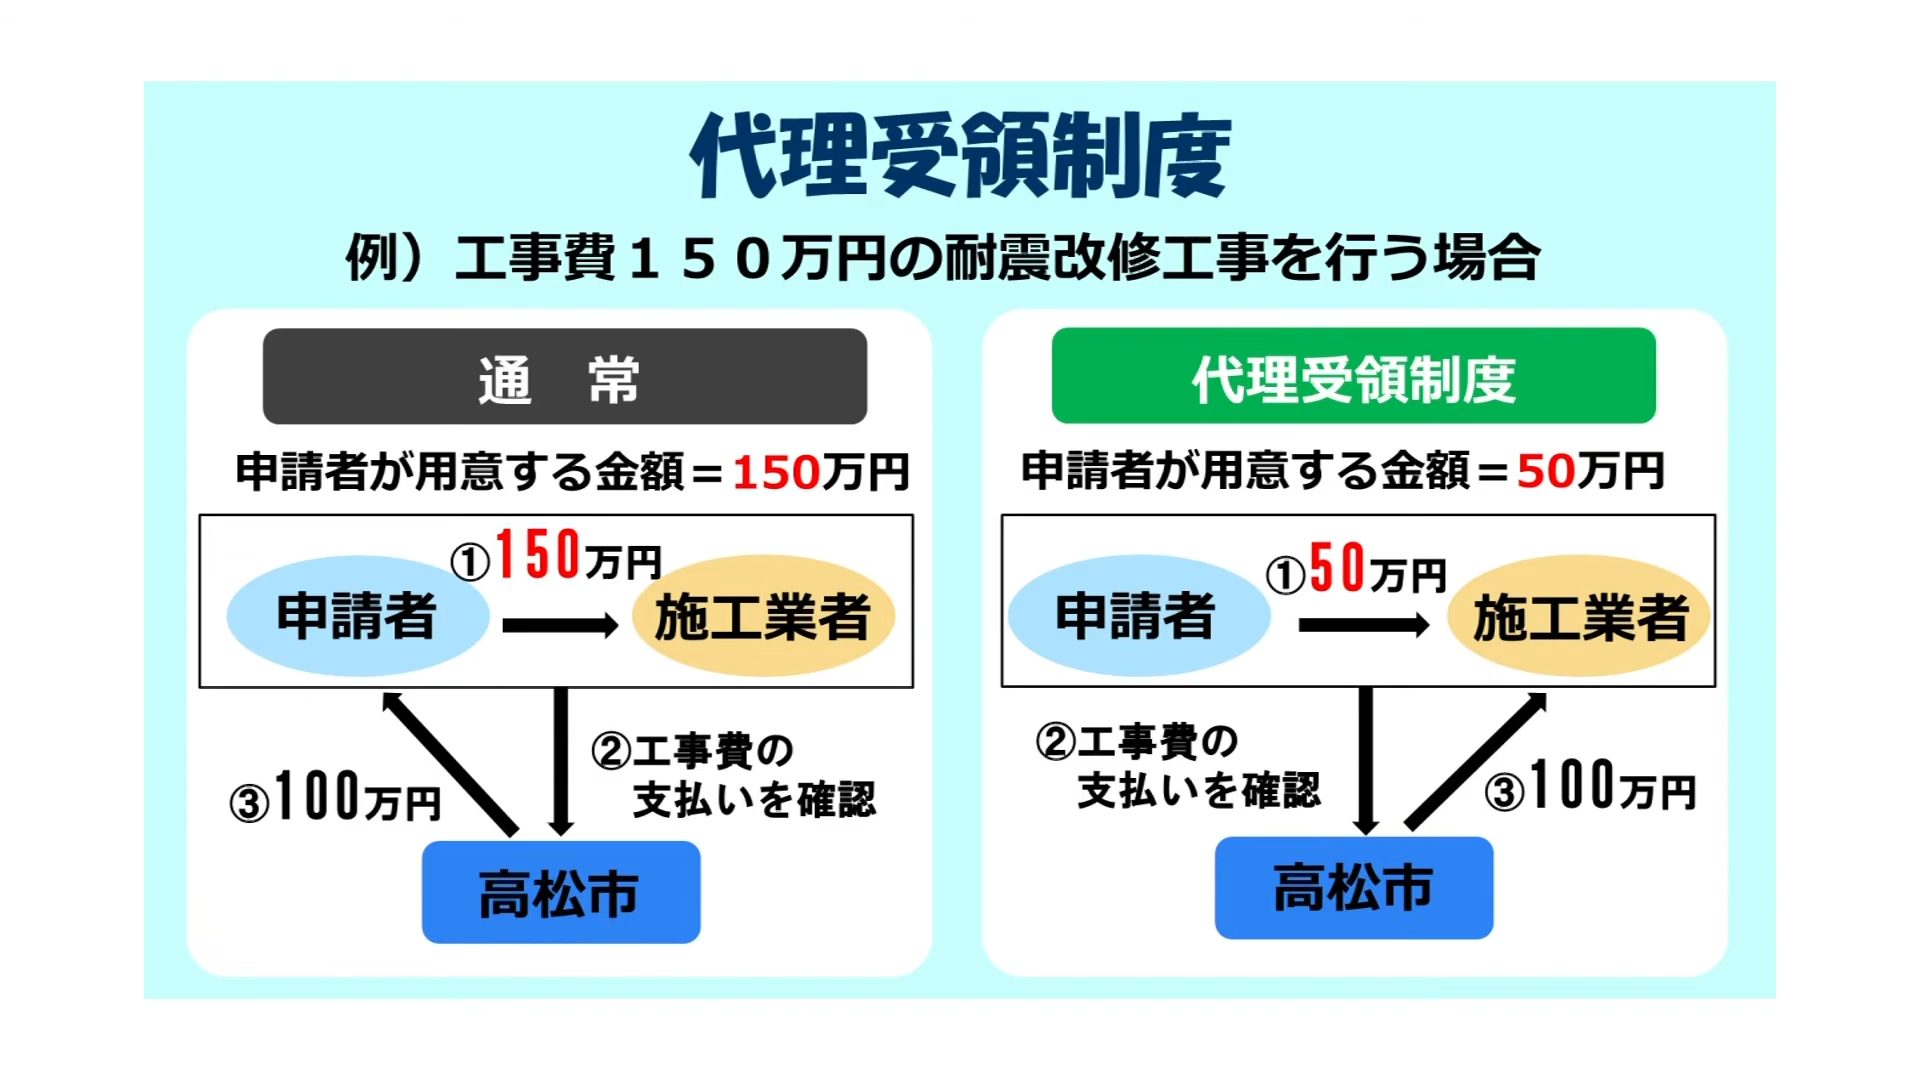 代理受領制度
例）工事費１５０万円の耐震改修工事を行う場合
通　常
申請者が用意する金額＝150万円
①150万円
申請者
施工業者
②工事費の
支払いを確認
③100万円
高松市
代理受領制度
申請者が用意する金額＝50万円
①50万円
申請者
施工業者
②工事費の
支払いを確認
③100万円
高松市